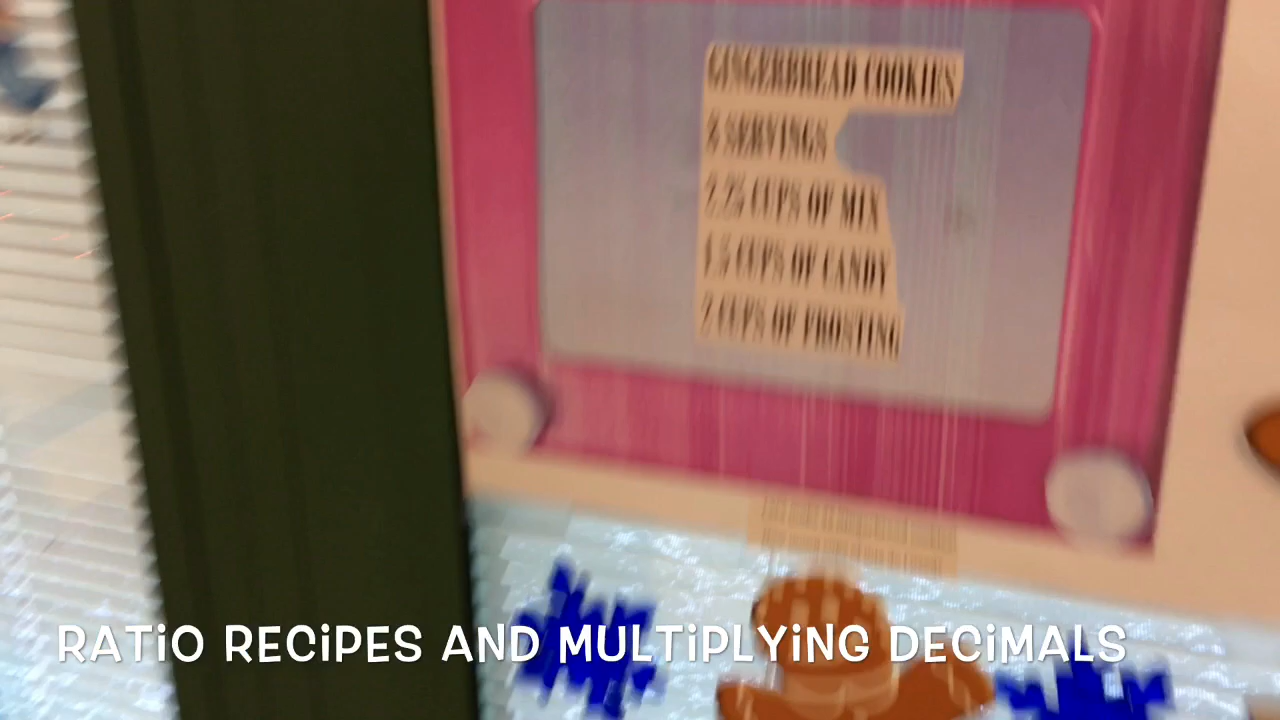 GINGERBREAD COOKIES
8 SERVINGS
2.25 CUPS OF MIX
1.5 CUPS OF CANDY
2 CUPS OF FROSTING
RATIO RECIPES AND MULTIPLYING DECIMALS